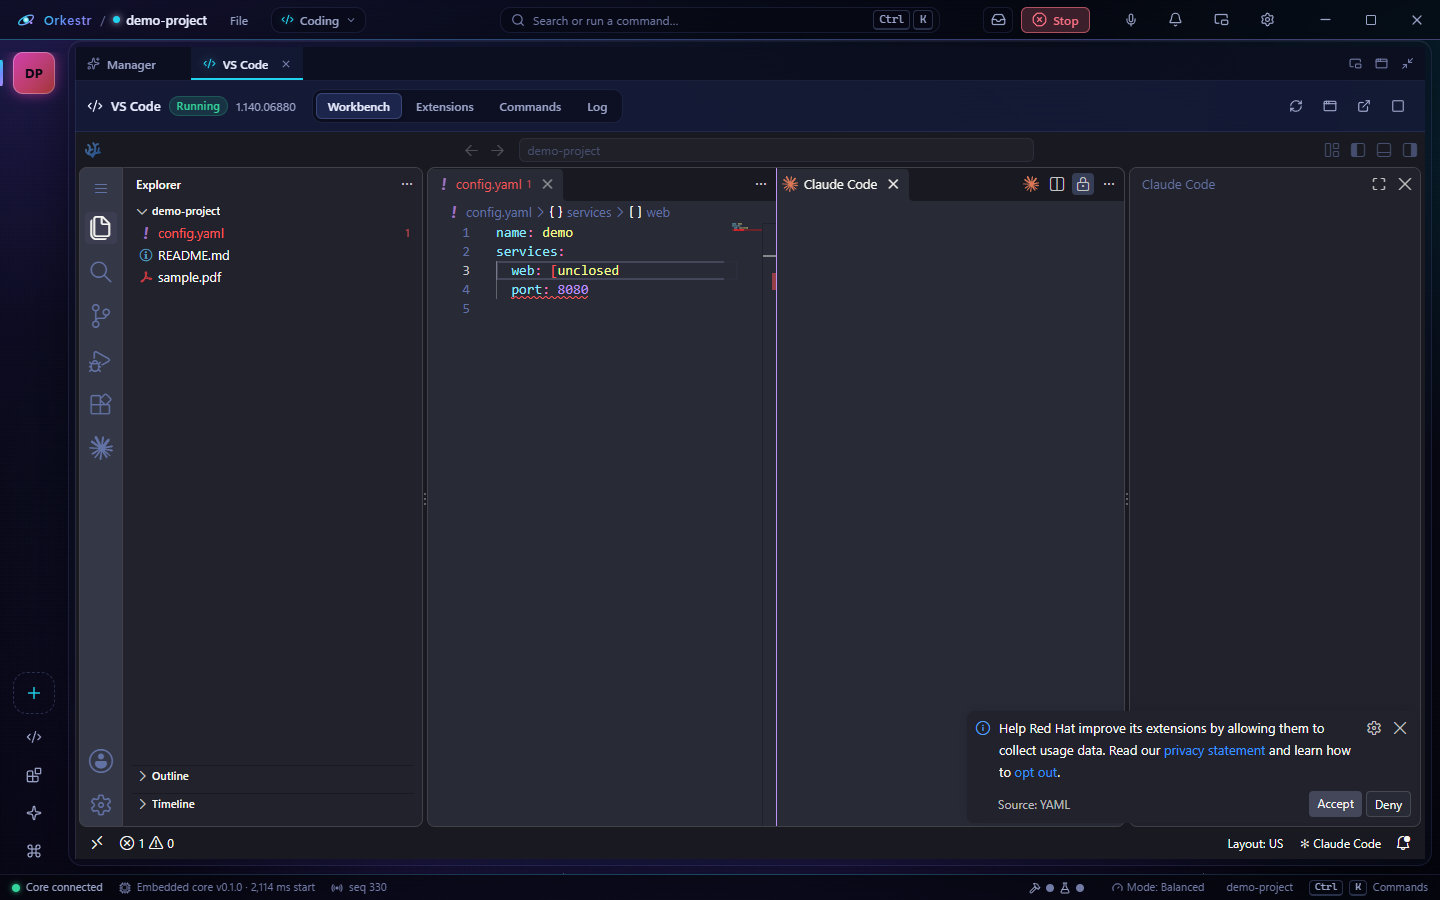 Orkestr / demo-project File Coding Search or run a command... Ctrl K Stop
DP
Manager VS Code
VS Code Running 1.140.06880 Workbench Extensions Commands Log
demo-project
Explorer
demo-project
config.yaml 1
README.md
sample.pdf
Outline
Timeline
config.yaml 1
config.yaml > {} services > [] web
1 name: demo
2 services:
3 web: [unclosed
4 port: 8080
5
Claude Code
Claude Code
Help Red Hat improve its extensions by allowing them to
collect usage data. Read our privacy statement and learn how
to opt out.
Source: YAML Accept Deny
1 0 Layout: US Claude Code
Core connected Embedded core v0.1.0 · 2,114 ms start seq 330 Mode: Balanced demo-project Ctrl K Commands